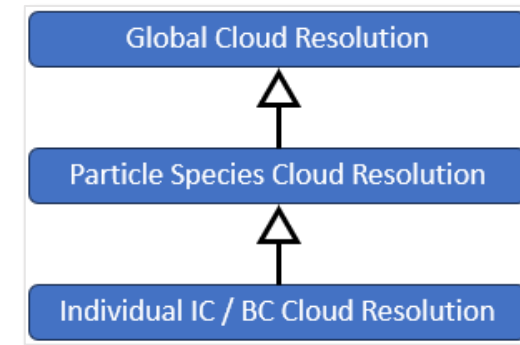 Global Cloud Resolution
Particle Species Cloud Resolution
Individual IC / BC Cloud Resolution